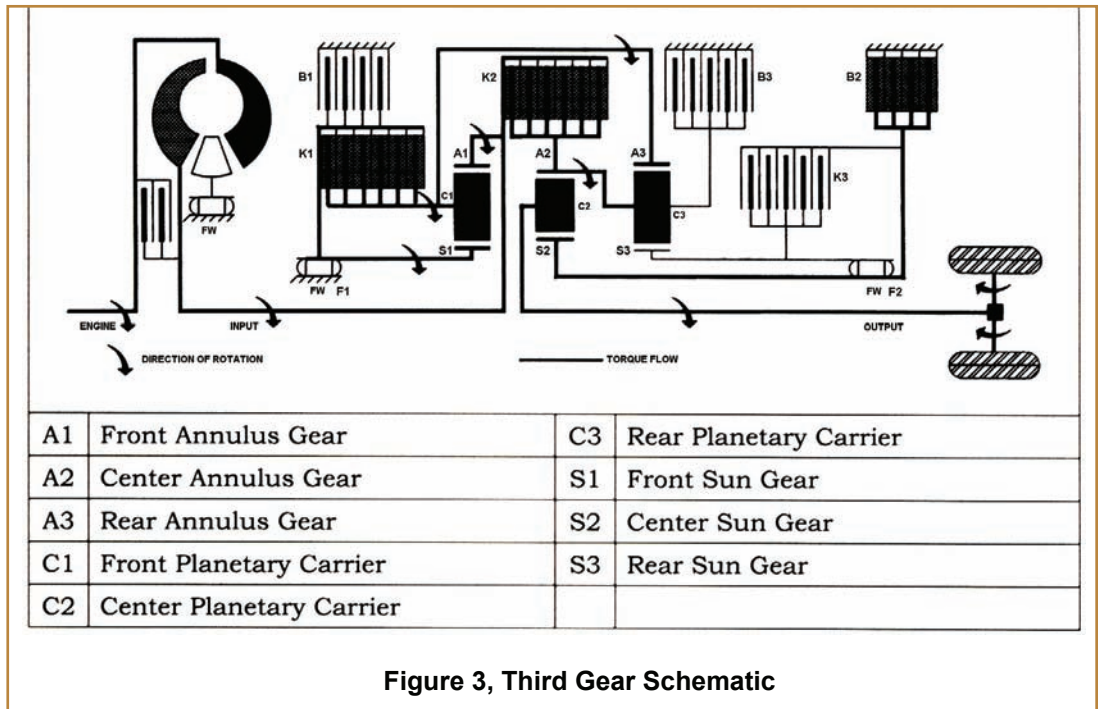 B1
K2
B3
B2
K1
A1
A2
A3
K3
C1
C2
C3
FW
S1
S2
S3
FW F1
FW F2
ENGINE
INPUT
OUTPUT
DIRECTION OF ROTATION
TORQUE FLOW
A1 Front Annulus Gear C3 Rear Planetary Carrier
A2 Center Annulus Gear S1 Front Sun Gear
A3 Rear Annulus Gear S2 Center Sun Gear
C1 Front Planetary Carrier S3 Rear Sun Gear
C2 Center Planetary Carrier
Figure 3, Third Gear Schematic